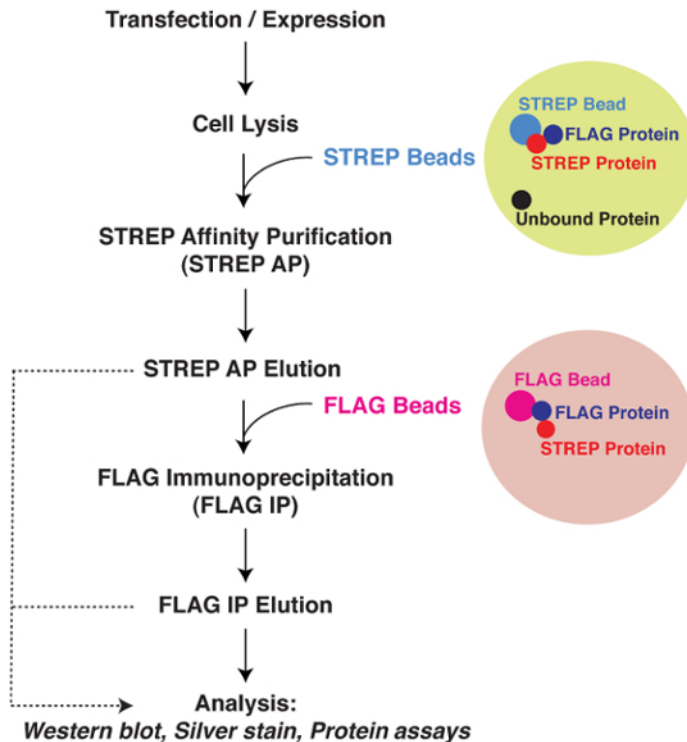 Transfection / Expression
Cell Lysis
STREP Beads
STREP Bead
FLAG Protein
STREP Protein
Unbound Protein
STREP Affinity Purification
(STREP AP)
STREP AP Elution
FLAG Beads
FLAG Bead
FLAG Protein
STREP Protein
FLAG Immunoprecipitation
(FLAG IP)
FLAG IP Elution
Analysis:
Western blot, Silver stain, Protein assays